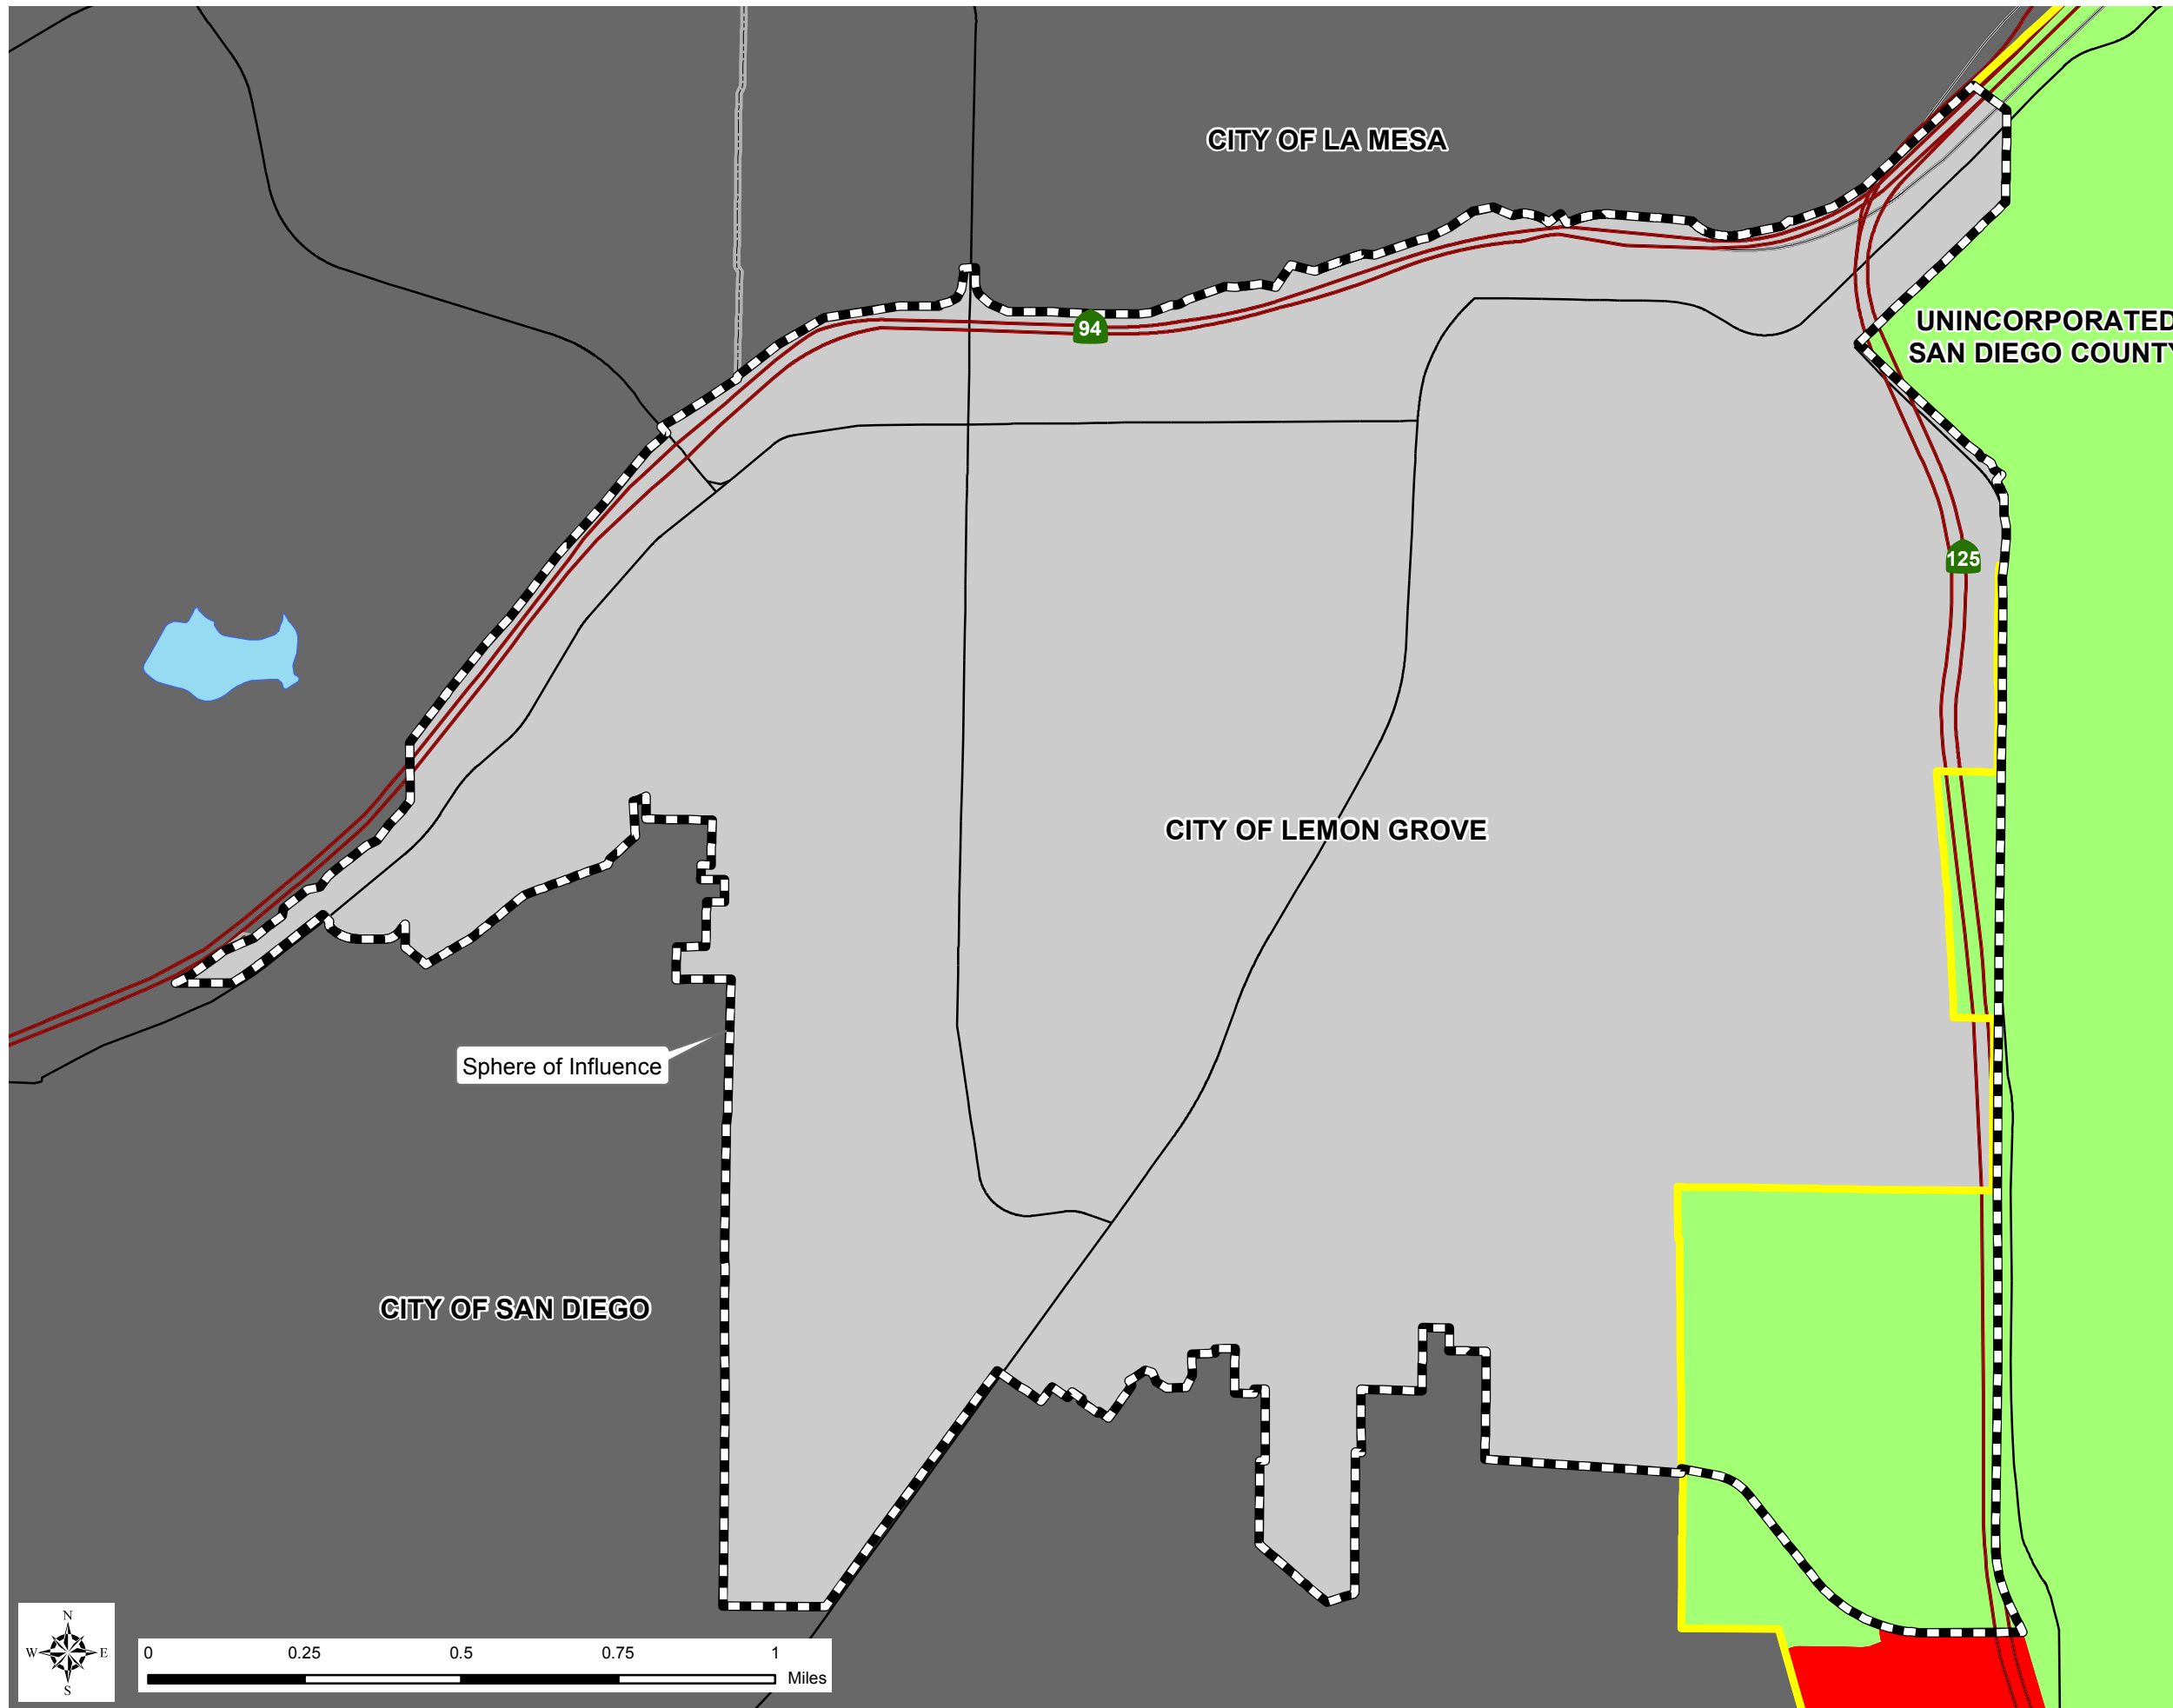 CITY OF LA MESA
94
UNINCORPORATED
SAN DIEGO COUNTY
125
CITY OF LEMON GROVE
Sphere of Influence
CITY OF SAN DIEGO
N
W E
S
0 0.25 0.5 0.75 1
Miles